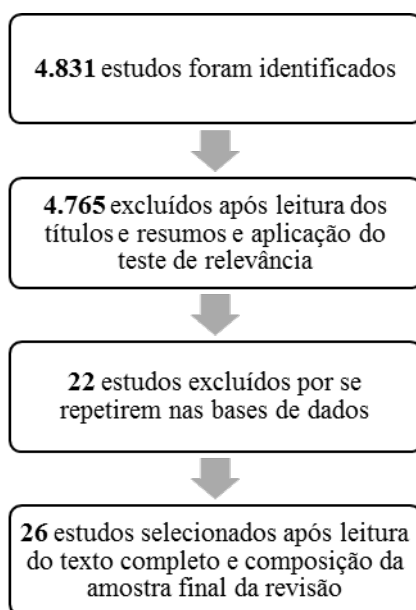 4.831 estudos foram identificados
4.765 excluídos após leitura dos
títulos e resumos e aplicação do
teste de relevância
22 estudos excluídos por se
repetirem nas bases de dados
26 estudos selecionados após leitura
do texto completo e composição da
amostra final da revisão